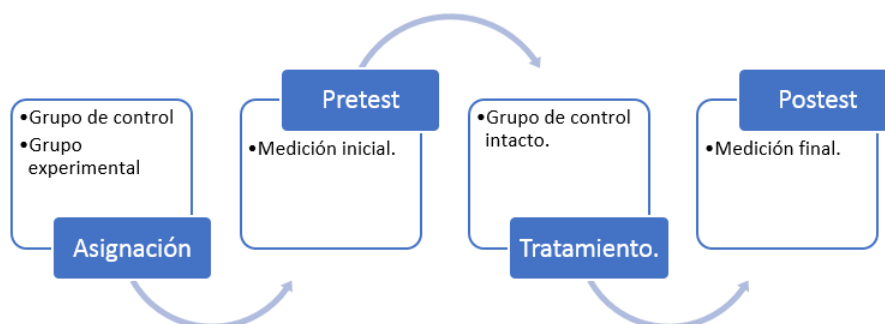 •Grupo de control
•Grupo
experimental
Asignación
Pretest
•Medición inicial.
•Grupo de control
intacto.
Tratamiento.
Postest
•Medición final.